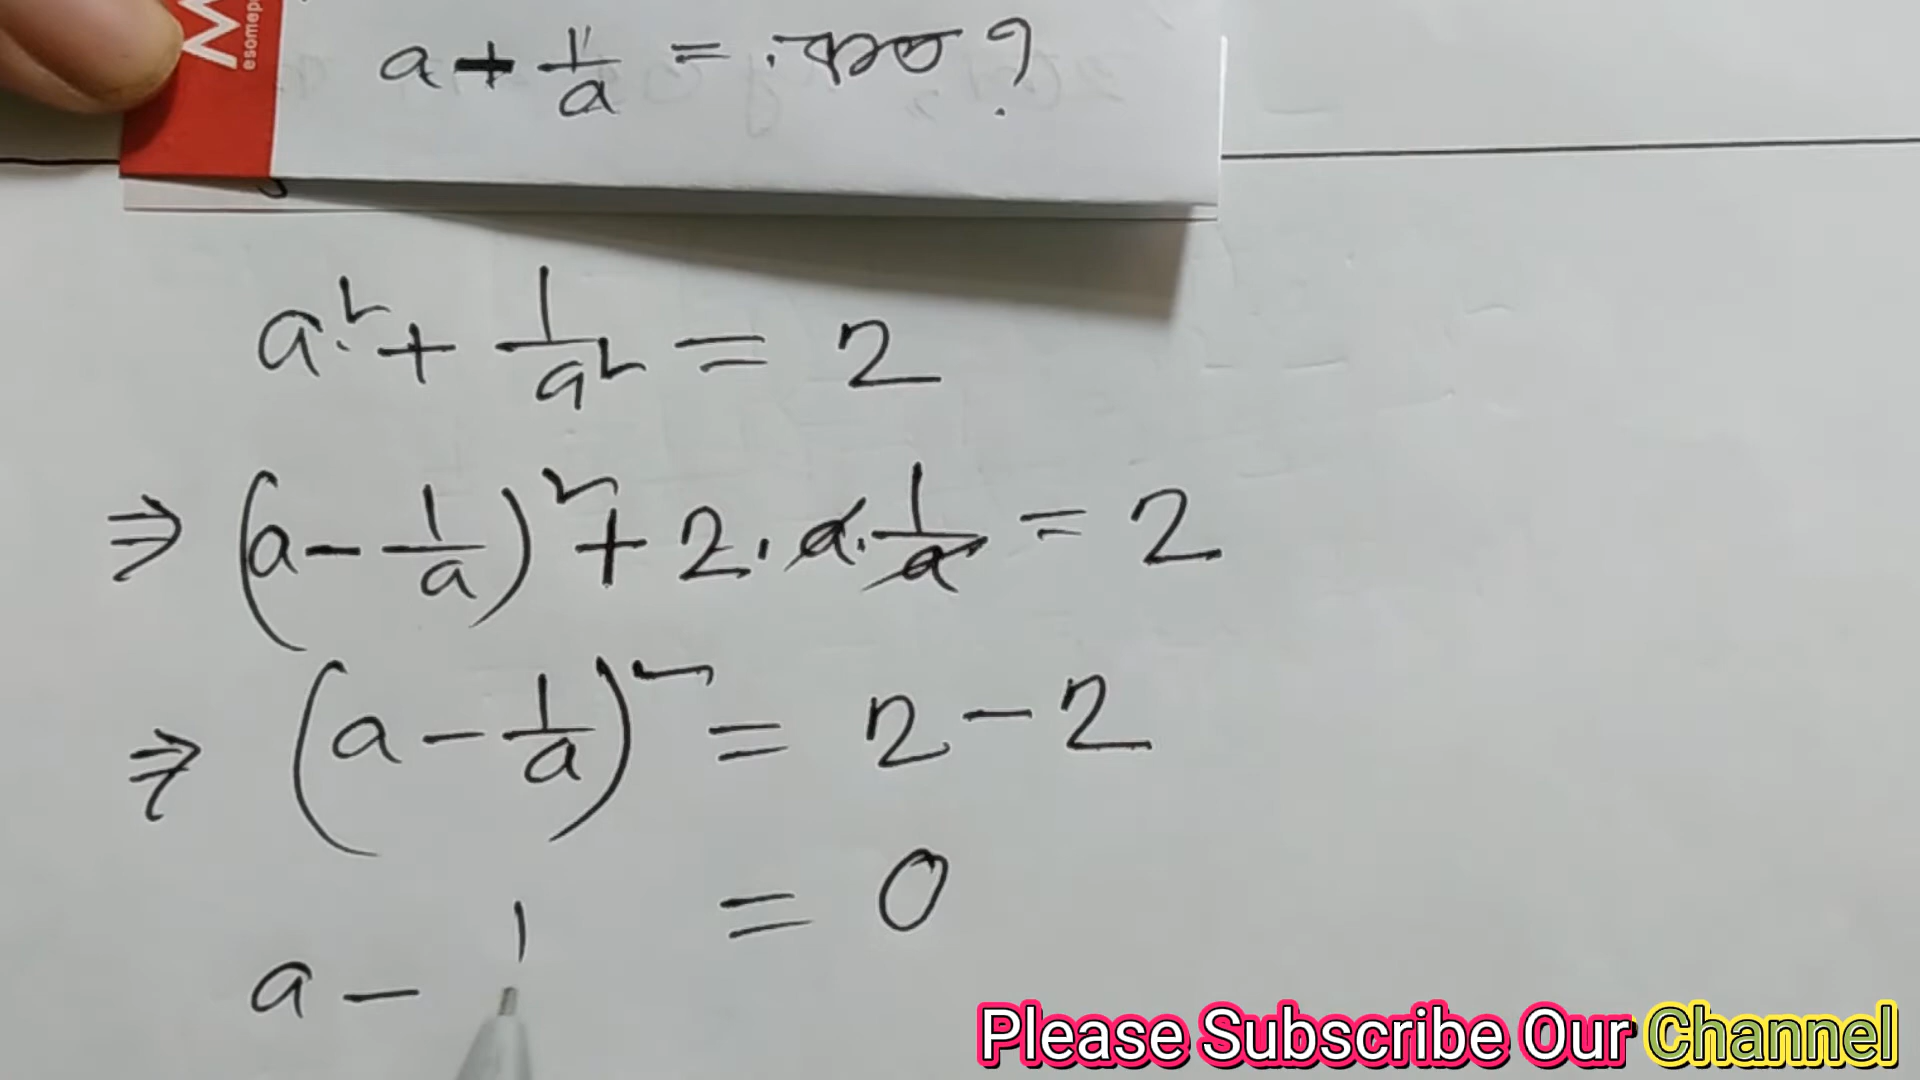 esomep
a + 1/a = কত ?
a² + 1/a² = 2
⇒ (a - 1/a)² + 2 . a . 1/a = 2
⇒ (a - 1/a)² = 2 - 2
= 0
a - 1
Please Subscribe Our Channel